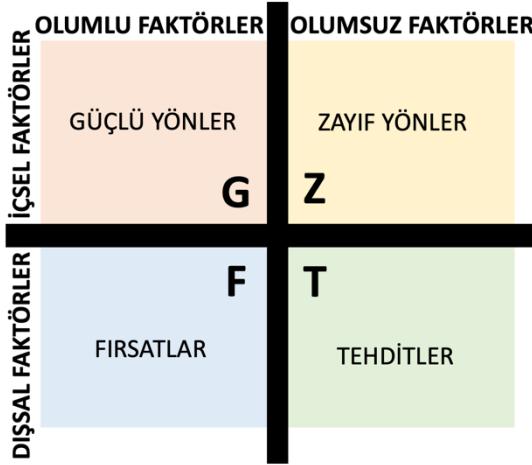 OLUMLU FAKTÖRLER
OLUMSUZ FAKTÖRLER
İÇSEL FAKTÖRLER
GÜÇLÜ YÖNLER
G
ZAYIF YÖNLER
Z
DIŞSAL FAKTÖRLER
F
FIRSATLAR
T
TEHDİTLER